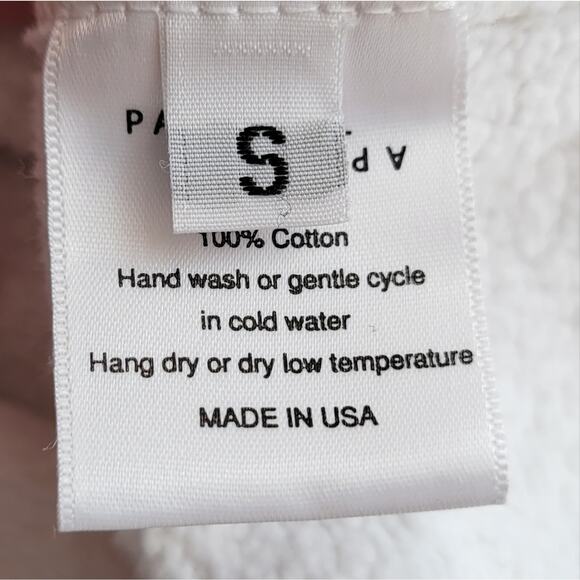 S
100% Cotton
Hand wash or gentle cycle
in cold water
Hang dry or dry low temperature
MADE IN USA